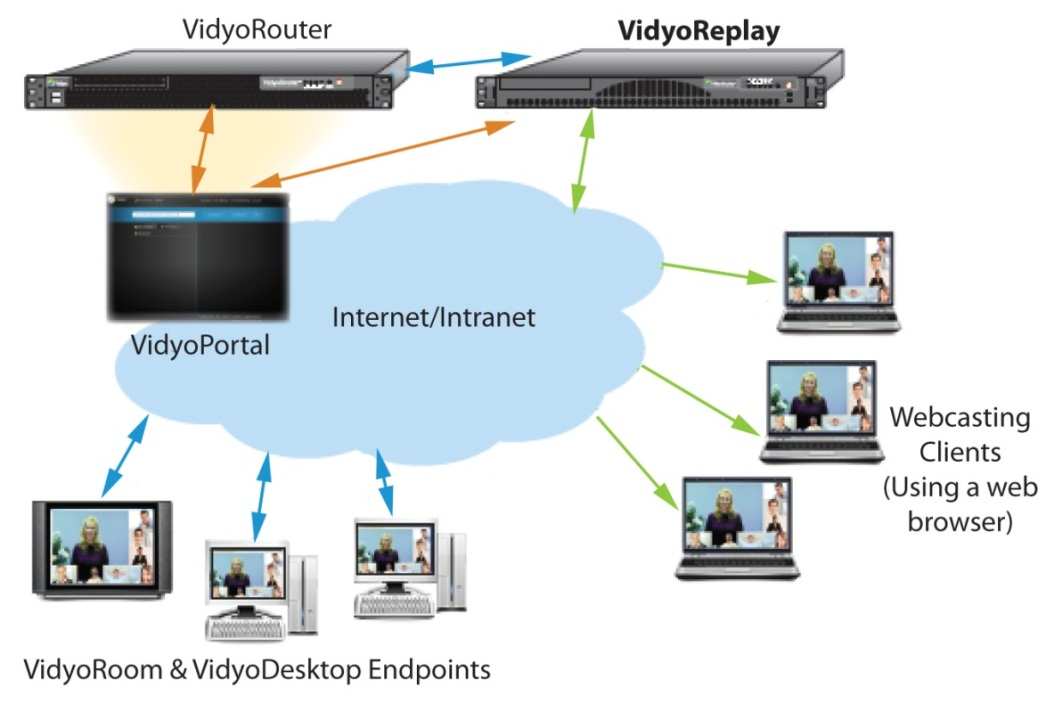 VidyoRouter
VidyoReplay
Internet/Intranet
VidyoPortal
Webcasting
Clients
(Using a web
browser)
VidyoRoom & VidyoDesktop Endpoints